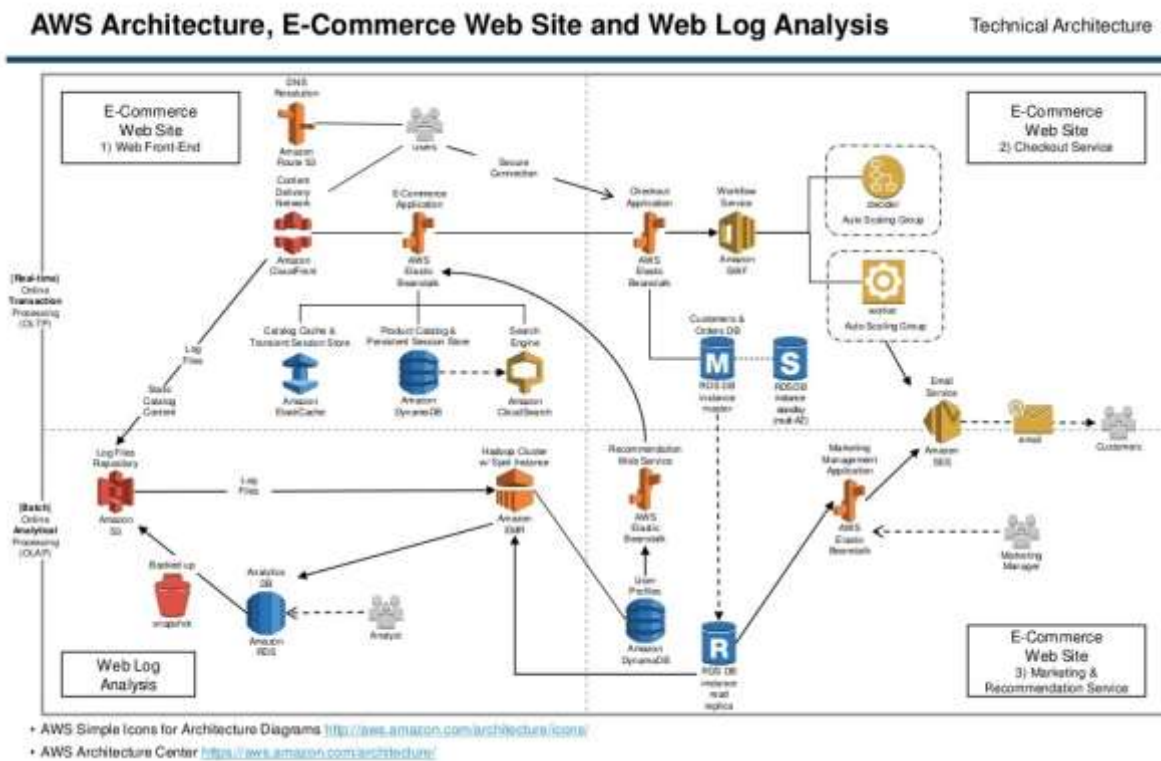 AWS Architecture, E-Commerce Web Site and Web Log Analysis
Technical Architecture
E-Commerce
Web Site
1) Web Front-End
DNS
Resolution
Amazon
Route 53
users
Secure
Connection
Content
Delivery
Network
Amazon
CloudFront
E-Commerce
Application
AWS
Elastic
Beanstalk
Checkout
Application
AWS
Elastic
Beanstalk
Workflow
Service
Amazon
SWF
decider
Auto Scaling Group
worker
Auto Scaling Group
E-Commerce
Web Site
2) Checkout Service
(Real-time)
Online
Transaction
Processing
(OLTP)
Log
Files
Static
Catalog
Content
Catalog Cache &
Transient Session Store
Amazon
ElastiCache
Product Catalog &
Persistent Session Store
Amazon
DynamoDB
Search
Engine
Amazon
CloudSearch
Customers &
Orders DB
M
RDS DB
instance
master
S
RDS DB
instance
standby
(multi-AZ)
Email
Service
Amazon
SES
email
Customers
(Batch)
Online
Analytical
Processing
(OLAP)
Log Files
Repository
Amazon
S3
Log
Files
Hadoop Cluster
w/ Spot Instance
Amazon
EMR
Recommendation
Web Service
AWS
Elastic
Beanstalk
Marketing
Management
Application
AWS
Elastic
Beanstalk
Marketing
Manager
Backed up
snapshot
Analytics
DB
Amazon
RDS
Analyst
User
Profiles
Amazon
DynamoDB
R
RDS DB
instance
read
replica
Web Log
Analysis
E-Commerce
Web Site
3) Marketing &
Recommendation Service
• AWS Simple Icons for Architecture Diagrams http://aws.amazon.com/architecture/icons/
• AWS Architecture Center https://aws.amazon.com/architecture/